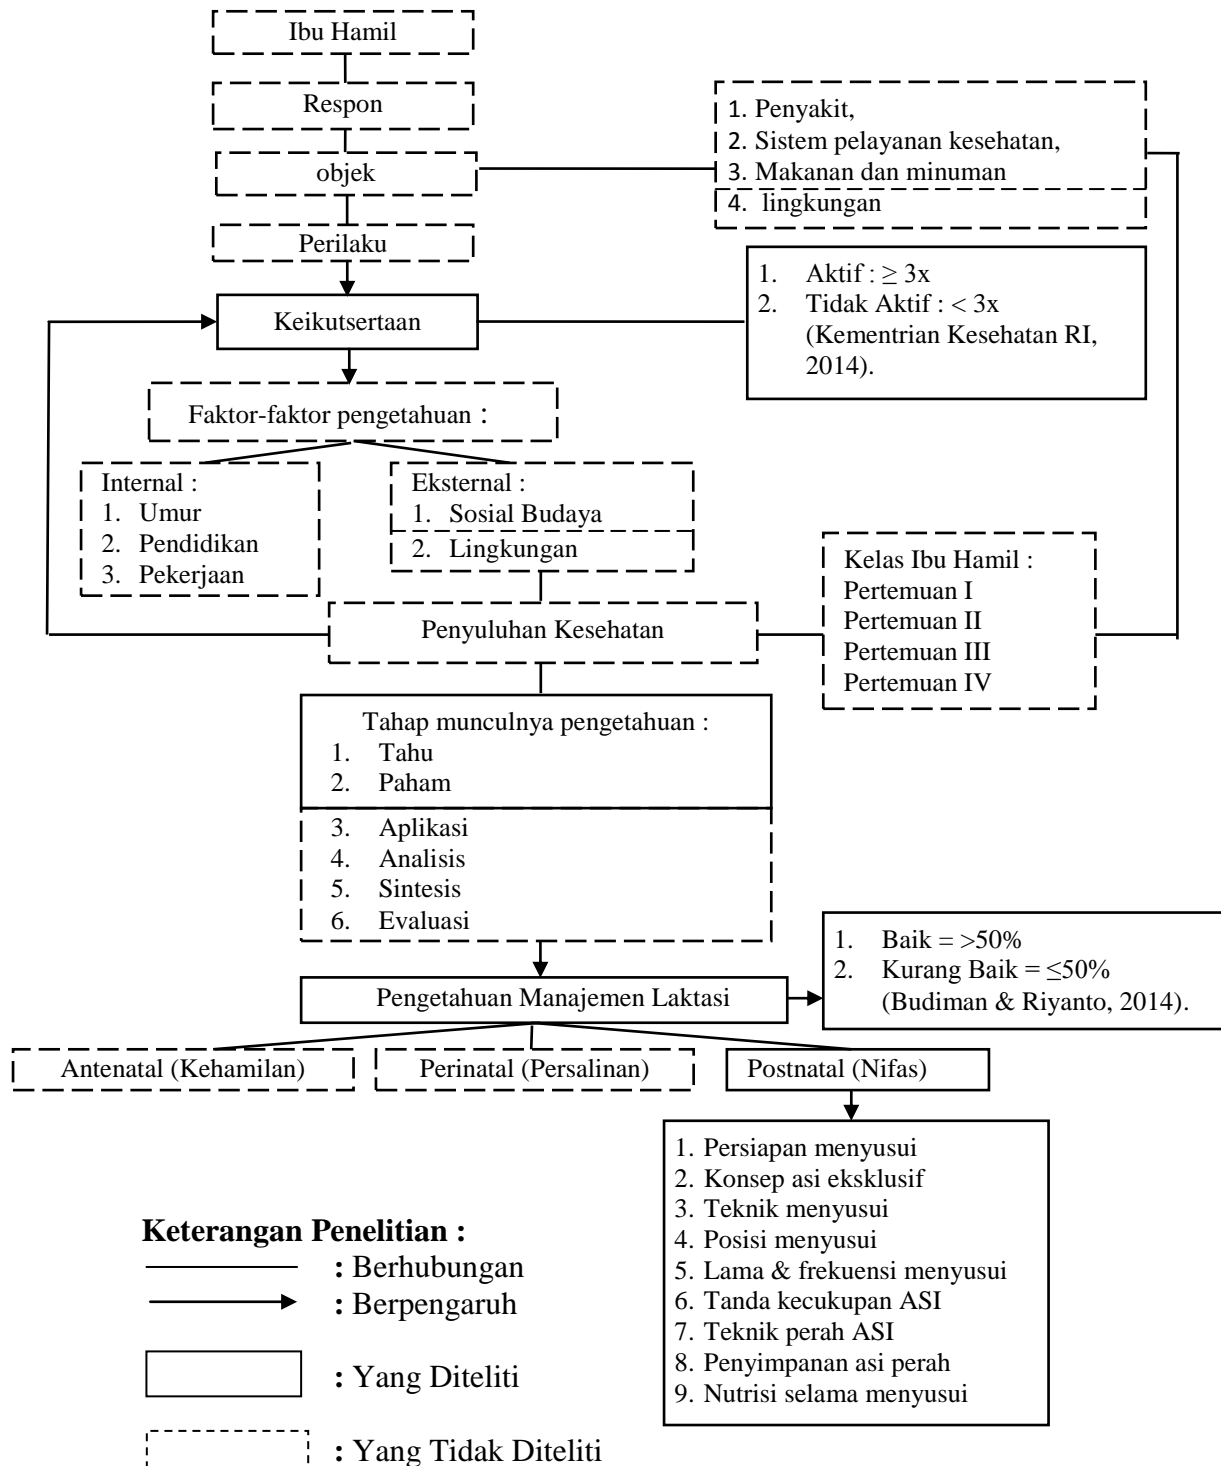 Ibu Hamil
Respon
objek
Perilaku
1. Penyakit,
2. Sistem pelayanan kesehatan,
3. Makanan dan minuman
4. lingkungan
Keikutsertaan
1. Aktif : ≥ 3x
2. Tidak Aktif : < 3x
(Kementrian Kesehatan RI,
2014).
Faktor-faktor pengetahuan :
Internal :
1. Umur
2. Pendidikan
3. Pekerjaan
Eksternal :
1. Sosial Budaya
2. Lingkungan
Kelas Ibu Hamil :
Pertemuan I
Pertemuan II
Pertemuan III
Pertemuan IV
Penyuluhan Kesehatan
Tahap munculnya pengetahuan :
1. Tahu
2. Paham
3. Aplikasi
4. Analisis
5. Sintesis
6. Evaluasi
1. Baik = >50%
2. Kurang Baik = ≤50%
(Budiman & Riyanto, 2014).
Pengetahuan Manajemen Laktasi
Antenatal (Kehamilan)
Perinatal (Persalinan)
Postnatal (Nifas)
1. Persiapan menyusui
2. Konsep asi eksklusif
3. Teknik menyusui
4. Posisi menyusui
5. Lama & frekuensi menyusui
6. Tanda kecukupan ASI
7. Teknik perah ASI
8. Penyimpanan asi perah
9. Nutrisi selama menyusui
Keterangan Penelitian :
: Berhubungan
: Berpengaruh
: Yang Diteliti
: Yang Tidak Diteliti